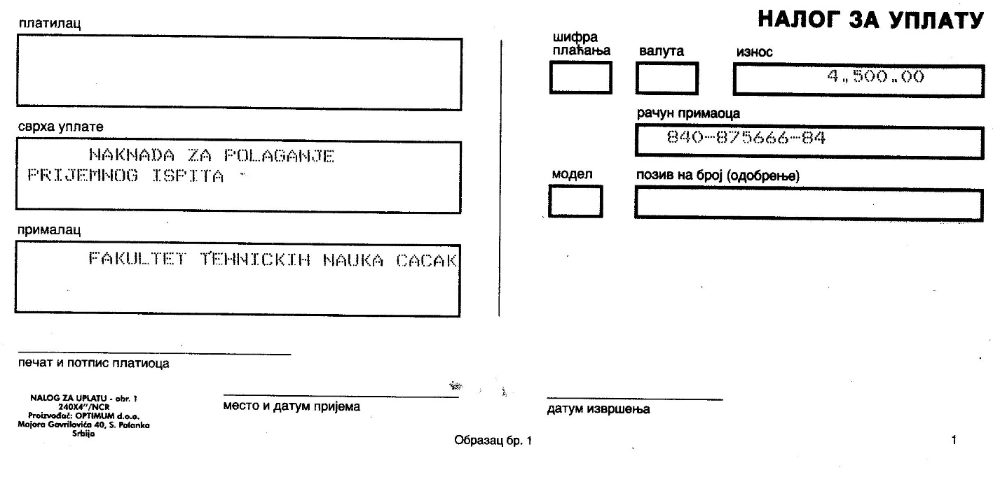 НАЛОГ ЗА УПЛАТУ
платилац
сврха уплате
NAKNADA ZA POLAGANJE
PRIJEMNOG ISPITA -
прималац
FAKULTET TEHNICKIH NAUKA CACAK
печат и потпис платиоца
место и датум пријема
шифра
плаћања
валута
износ
4,500.00
рачун примаоца
840-875666-84
модел
позив на број (одобрење)
датум извршења
NALOG ZA UPLATU - obr. 1
240X4"/NCR
Proizvođač: OPTIMUM d.o.o.
Majora Gavrilovića 40, S. Palanka
Srbija
Образац бр. 1
1